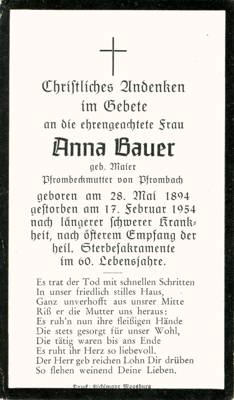 Christliches Andenken
im Gebete
an die ehrengeachtete Frau
Anna Bauer
geb. Maier
Pfrombeckmutter von Pfrombach
geboren am 28. Mai 1894
gestorben am 17. Februar 1954
nach längerer schwerer Krank-
heit, nach öfterem Empfang der
heil. Sterbesakramente
im 60. Lebensjahre.
Es trat der Tod mit schnellen Schritten
In unser friedlich stilles Haus,
Ganz unverhofft aus unsrer Mitte
Riß er die Mutter uns heraus:
Es ruh'n nun ihre fleißigen Hände
Die stets gesorgt für unser Wohl,
Die tätig waren bis ans Ende
Es ruht ihr Herz so liebevoll.
Der Herr geb reichen Lohn Dir drüben
So flehen weinend Deine Lieben.
Druck: Moosburg